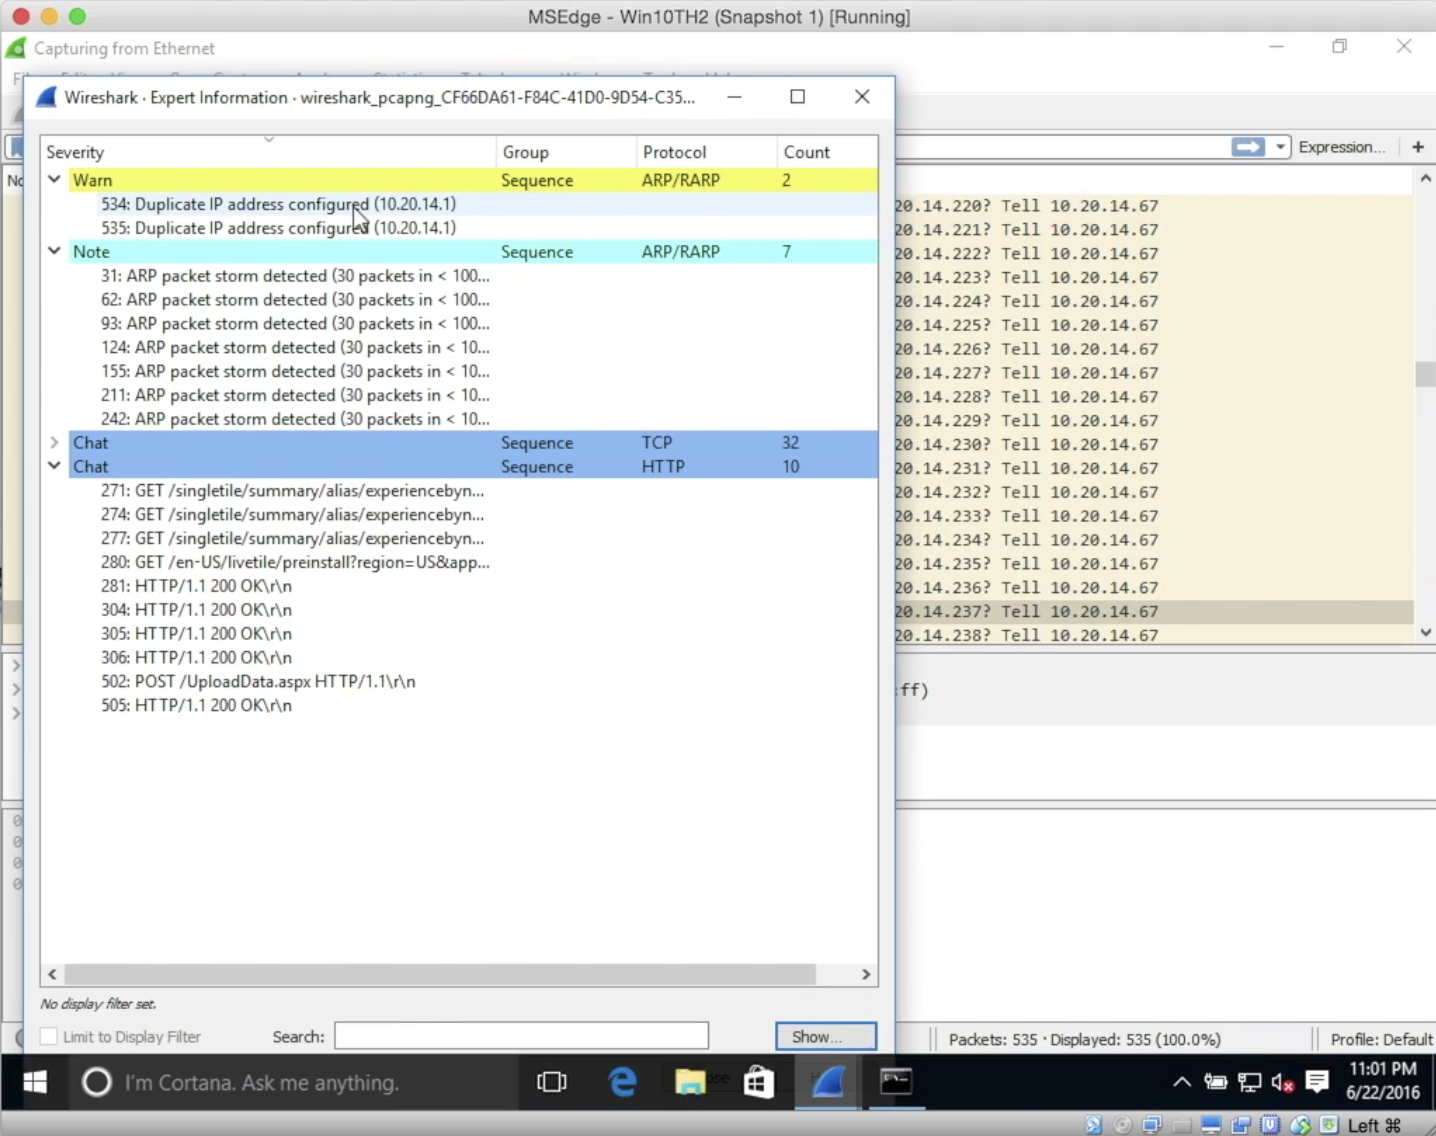 MSEdge - Win10TH2 (Snapshot 1) [Running]
Capturing from Ethernet
Wireshark · Expert Information · wireshark_pcapng_CF66DA61-F84C-41D0-9D54-C35...
Expression... +
Severity Group Protocol Count
Warn Sequence ARP/RARP 2
534: Duplicate IP address configured (10.20.14.1)
535: Duplicate IP address configured (10.20.14.1)
Note Sequence ARP/RARP 7
31: ARP packet storm detected (30 packets in < 100...
62: ARP packet storm detected (30 packets in < 100...
93: ARP packet storm detected (30 packets in < 100...
124: ARP packet storm detected (30 packets in < 10...
155: ARP packet storm detected (30 packets in < 10...
211: ARP packet storm detected (30 packets in < 10...
242: ARP packet storm detected (30 packets in < 10...
Chat Sequence TCP 32
Chat Sequence HTTP 10
271: GET /singletile/summary/alias/experiencebyn...
274: GET /singletile/summary/alias/experiencebyn...
277: GET /singletile/summary/alias/experiencebyn...
280: GET /en-US/livetile/preinstall?region=US&app...
281: HTTP/1.1 200 OK\r\n
304: HTTP/1.1 200 OK\r\n
305: HTTP/1.1 200 OK\r\n
306: HTTP/1.1 200 OK\r\n
502: POST /UploadData.aspx HTTP/1.1\r\n
505: HTTP/1.1 200 OK\r\n
20.14.220? Tell 10.20.14.67
20.14.221? Tell 10.20.14.67
20.14.222? Tell 10.20.14.67
20.14.223? Tell 10.20.14.67
20.14.224? Tell 10.20.14.67
20.14.225? Tell 10.20.14.67
20.14.226? Tell 10.20.14.67
20.14.227? Tell 10.20.14.67
20.14.228? Tell 10.20.14.67
20.14.229? Tell 10.20.14.67
20.14.230? Tell 10.20.14.67
20.14.231? Tell 10.20.14.67
20.14.232? Tell 10.20.14.67
20.14.233? Tell 10.20.14.67
20.14.234? Tell 10.20.14.67
20.14.235? Tell 10.20.14.67
20.14.236? Tell 10.20.14.67
20.14.237? Tell 10.20.14.67
20.14.238? Tell 10.20.14.67
:ff)
No display filter set.
Limit to Display Filter Search: Show...
Packets: 535 · Displayed: 535 (100.0%) Profile: Default
I'm Cortana. Ask me anything.
11:01 PM
6/22/2016
Left ⌘